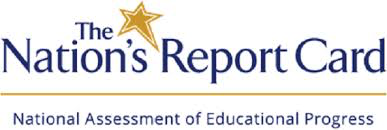 The
Nation's Report Card
National Assessment of Educational Progress